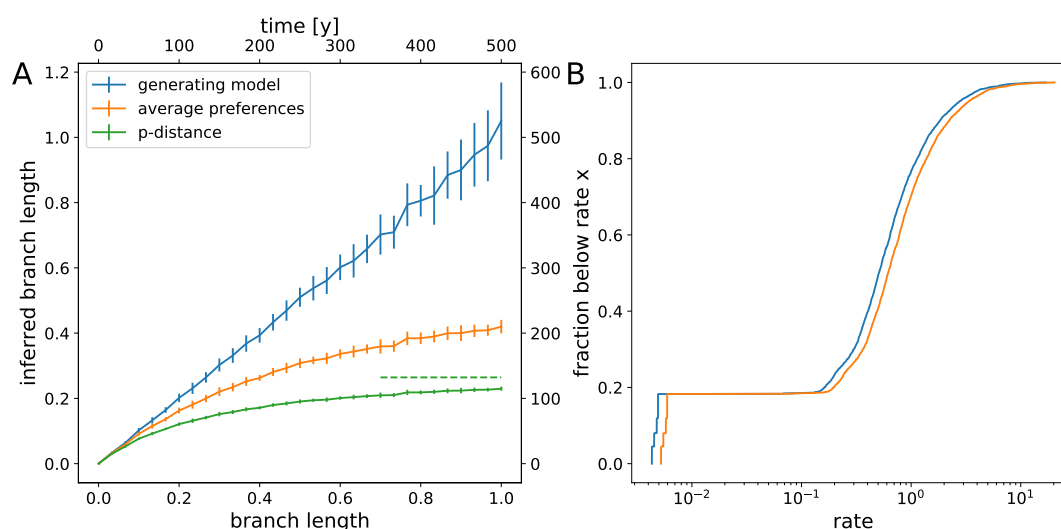 time [y]
0 100 200 300 400 500
A
B
generating model
average preferences
p-distance
inferred branch length
1.2
1.0
0.8
0.6
0.4
0.2
0.0
600
500
400
300
200
100
0
0.0 0.2 0.4 0.6 0.8 1.0
branch length
fraction below rate x
1.0
0.8
0.6
0.4
0.2
0.0
10⁻² 10⁻¹ 10⁰ 10¹
rate